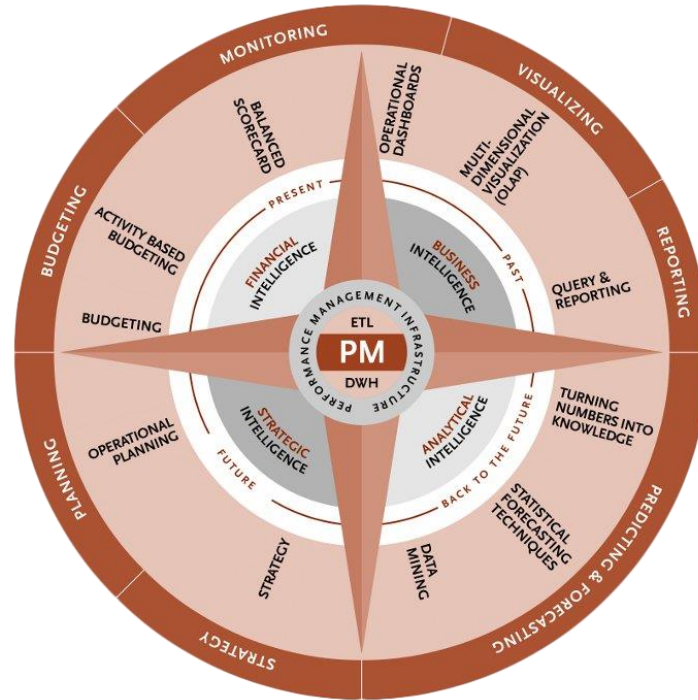 MONITORING
VISUALIZING
REPORTING
PREDICTING & FORECASTING
STRATEGY
PLANNING
BUDGETING
BALANCED
SCORECARD
OPERATIONAL
DASHBOARDS
MULTI-
DIMENSIONAL
VISUALIZATION
(OLAP)
QUERY &
REPORTING
TURNING
NUMBERS INTO
KNOWLEDGE
STATISTICAL
FORECASTING
TECHNIQUES
DATA
MINING
STRATEGY
OPERATIONAL
PLANNING
BUDGETING
ACTIVITY BASED
BUDGETING
PRESENT
PAST
BACK TO THE FUTURE
FUTURE
FINANCIAL
INTELLIGENCE
BUSINESS
INTELLIGENCE
ANALYTICAL
INTELLIGENCE
STRATEGIC
INTELLIGENCE
PERFORMANCE MANAGEMENT INFRASTRUCTURE
ETL
PM
DWH